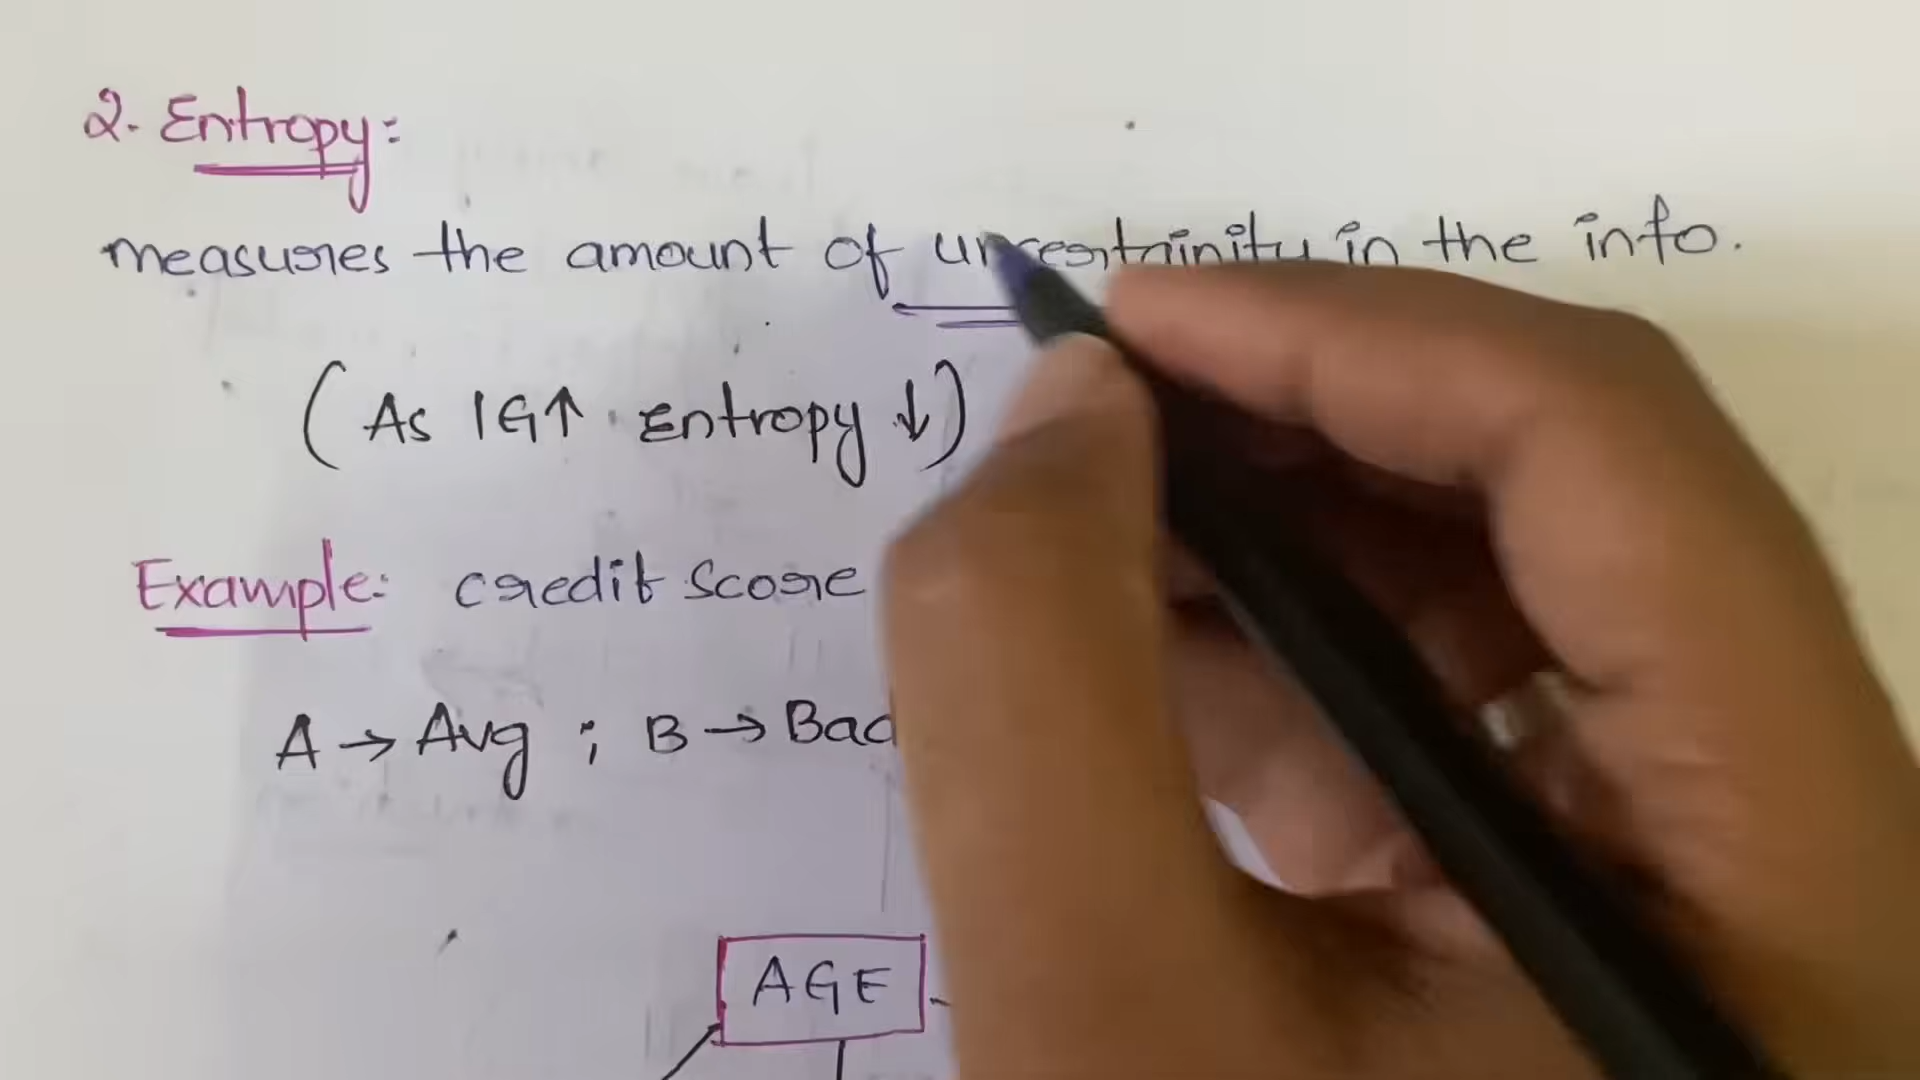 2. Entropy:
measures the amount of uncertainity in the info.
(As IG↑ Entropy ↓)
Example: credit score
A → Avg ; B → Bad
AGE